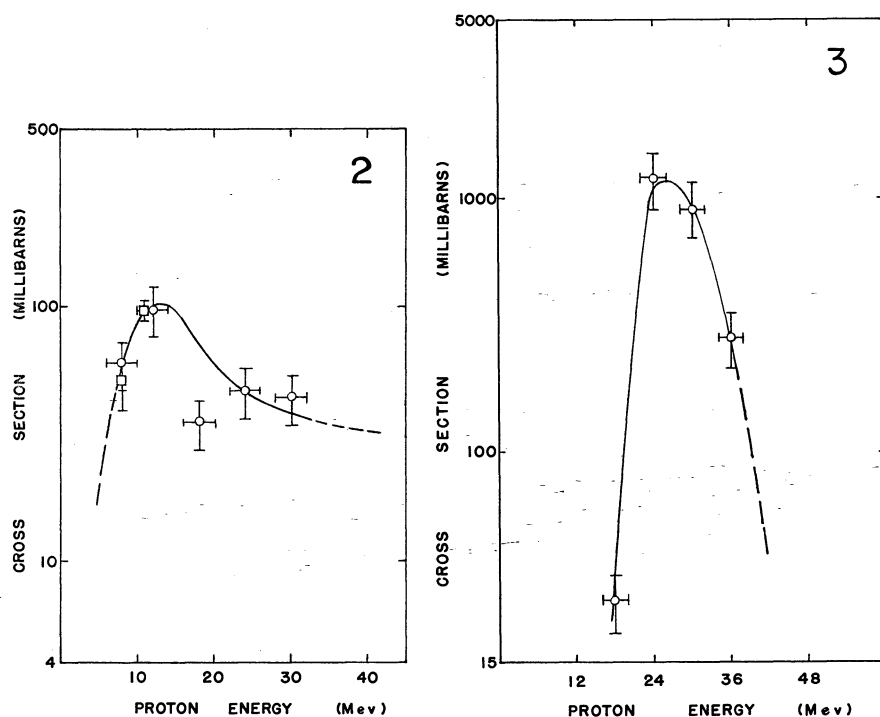 2
500
100
10
4
10 20 30 40
PROTON ENERGY (Mev)
CROSS SECTION (MILLIBARNS)
3
5000
1000
100
15
12 24 36 48
PROTON ENERGY (Mev)
CROSS SECTION (MILLIBARNS)